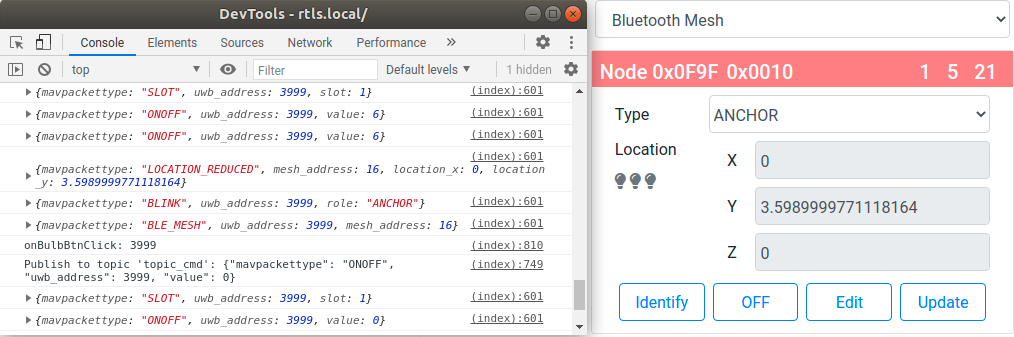 DevTools - rtls.local/
Console Elements Sources Network Performance »
top Filter Default levels 1 hidden
{mavpackettype: "SLOT", uwb_address: 3999, slot: 1} (index):601
{mavpackettype: "ONOFF", uwb_address: 3999, value: 6} (index):601
{mavpackettype: "ONOFF", uwb_address: 3999, value: 6} (index):601
(index):601
{mavpackettype: "LOCATION_REDUCED", mesh_address: 16, location_x: 0, location
_y: 3.5989999771118164}
{mavpackettype: "BLINK", uwb_address: 3999, role: "ANCHOR"} (index):601
{mavpackettype: "BLE_MESH", uwb_address: 3999, mesh_address: 16} (index):601
onBulbBtnClick: 3999 (index):810
Publish to topic 'topic_cmd': {"mavpackettype": "ONOFF", (index):749
"uwb_address": 3999, "value": 0}
{mavpackettype: "SLOT", uwb_address: 3999, slot: 1} (index):601
{mavpackettype: "ONOFF", uwb_address: 3999, value: 0} (index):601
Bluetooth Mesh
Node 0x0F9F 0x0010 1 5 21
Type ANCHOR
Location X 0
Y 3.5989999771118164
Z 0
Identify OFF Edit Update